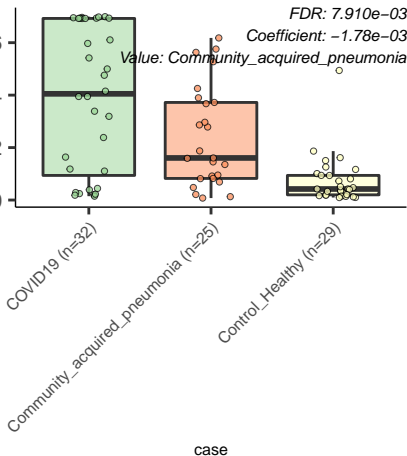 FDR: 7.910e−03
Coefficient: −1.78e−03
Value: Community_acquired_pneumonia
COVID19 (n=32)
Community_acquired_pneumonia (n=25)
Control_Healthy (n=29)
case